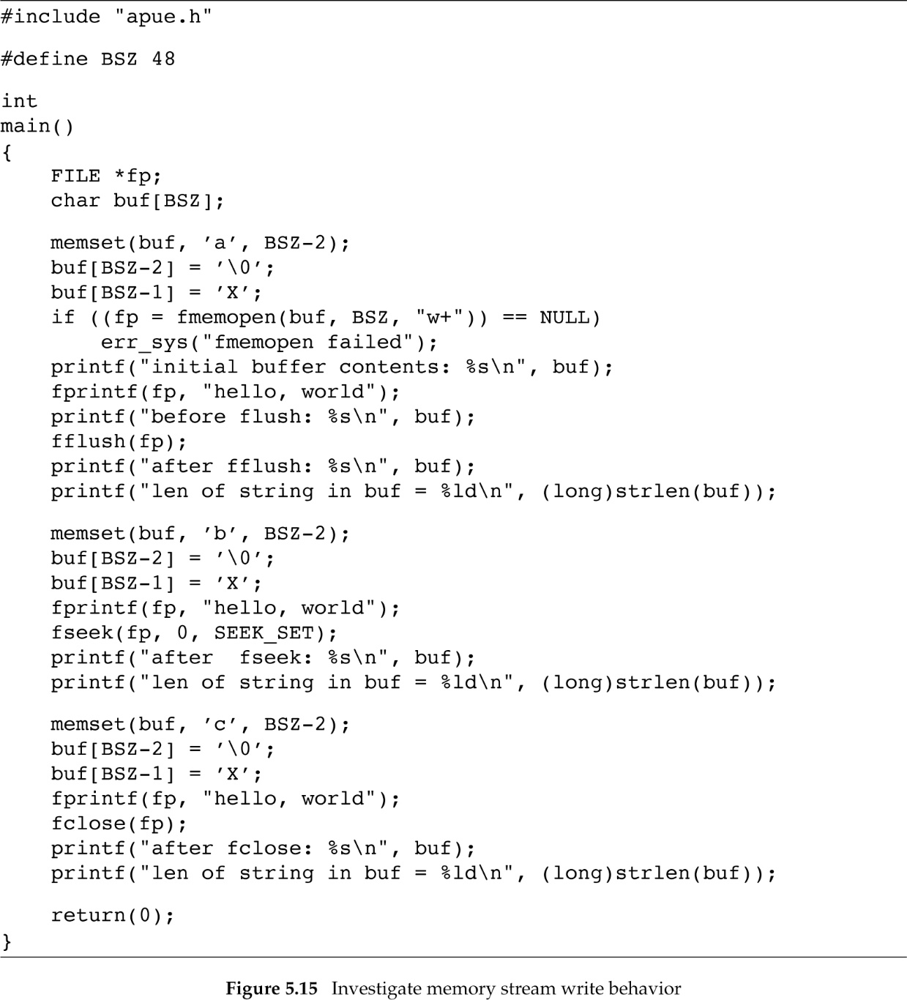 #include "apue.h"
#define BSZ 48
int
main()
{
    FILE *fp;
    char buf[BSZ];
    memset(buf, ’a’, BSZ-2);
    buf[BSZ-2] = ’\0’;
    buf[BSZ-1] = ’X’;
    if ((fp = fmemopen(buf, BSZ, "w+")) == NULL)
        err_sys("fmemopen failed");
    printf("initial buffer contents: %s\n", buf);
    fprintf(fp, "hello, world");
    printf("before flush: %s\n", buf);
    fflush(fp);
    printf("after fflush: %s\n", buf);
    printf("len of string in buf = %ld\n", (long)strlen(buf));
    memset(buf, ’b’, BSZ-2);
    buf[BSZ-2] = ’\0’;
    buf[BSZ-1] = ’X’;
    fprintf(fp, "hello, world");
    fseek(fp, 0, SEEK_SET);
    printf("after  fseek: %s\n", buf);
    printf("len of string in buf = %ld\n", (long)strlen(buf));
    memset(buf, ’c’, BSZ-2);
    buf[BSZ-2] = ’\0’;
    buf[BSZ-1] = ’X’;
    fprintf(fp, "hello, world");
    fclose(fp);
    printf("after fclose: %s\n", buf);
    printf("len of string in buf = %ld\n", (long)strlen(buf));
    return(0);
}
Figure 5.15 Investigate memory stream write behavior